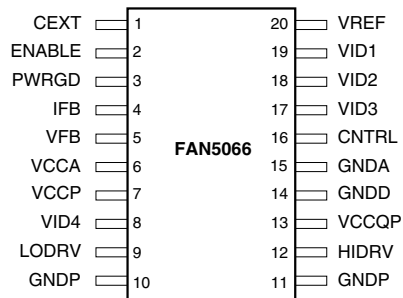 CEXT 1 20 VREF
ENABLE 2 19 VID1
PWRGD 3 18 VID2
IFB 4 17 VID3
VFB 5 16 CNTRL
FAN5066
VCCA 6 15 GNDA
VCCP 7 14 GNDD
VID4 8 13 VCCQP
LODRV 9 12 HIDRV
GNDP 10 11 GNDP